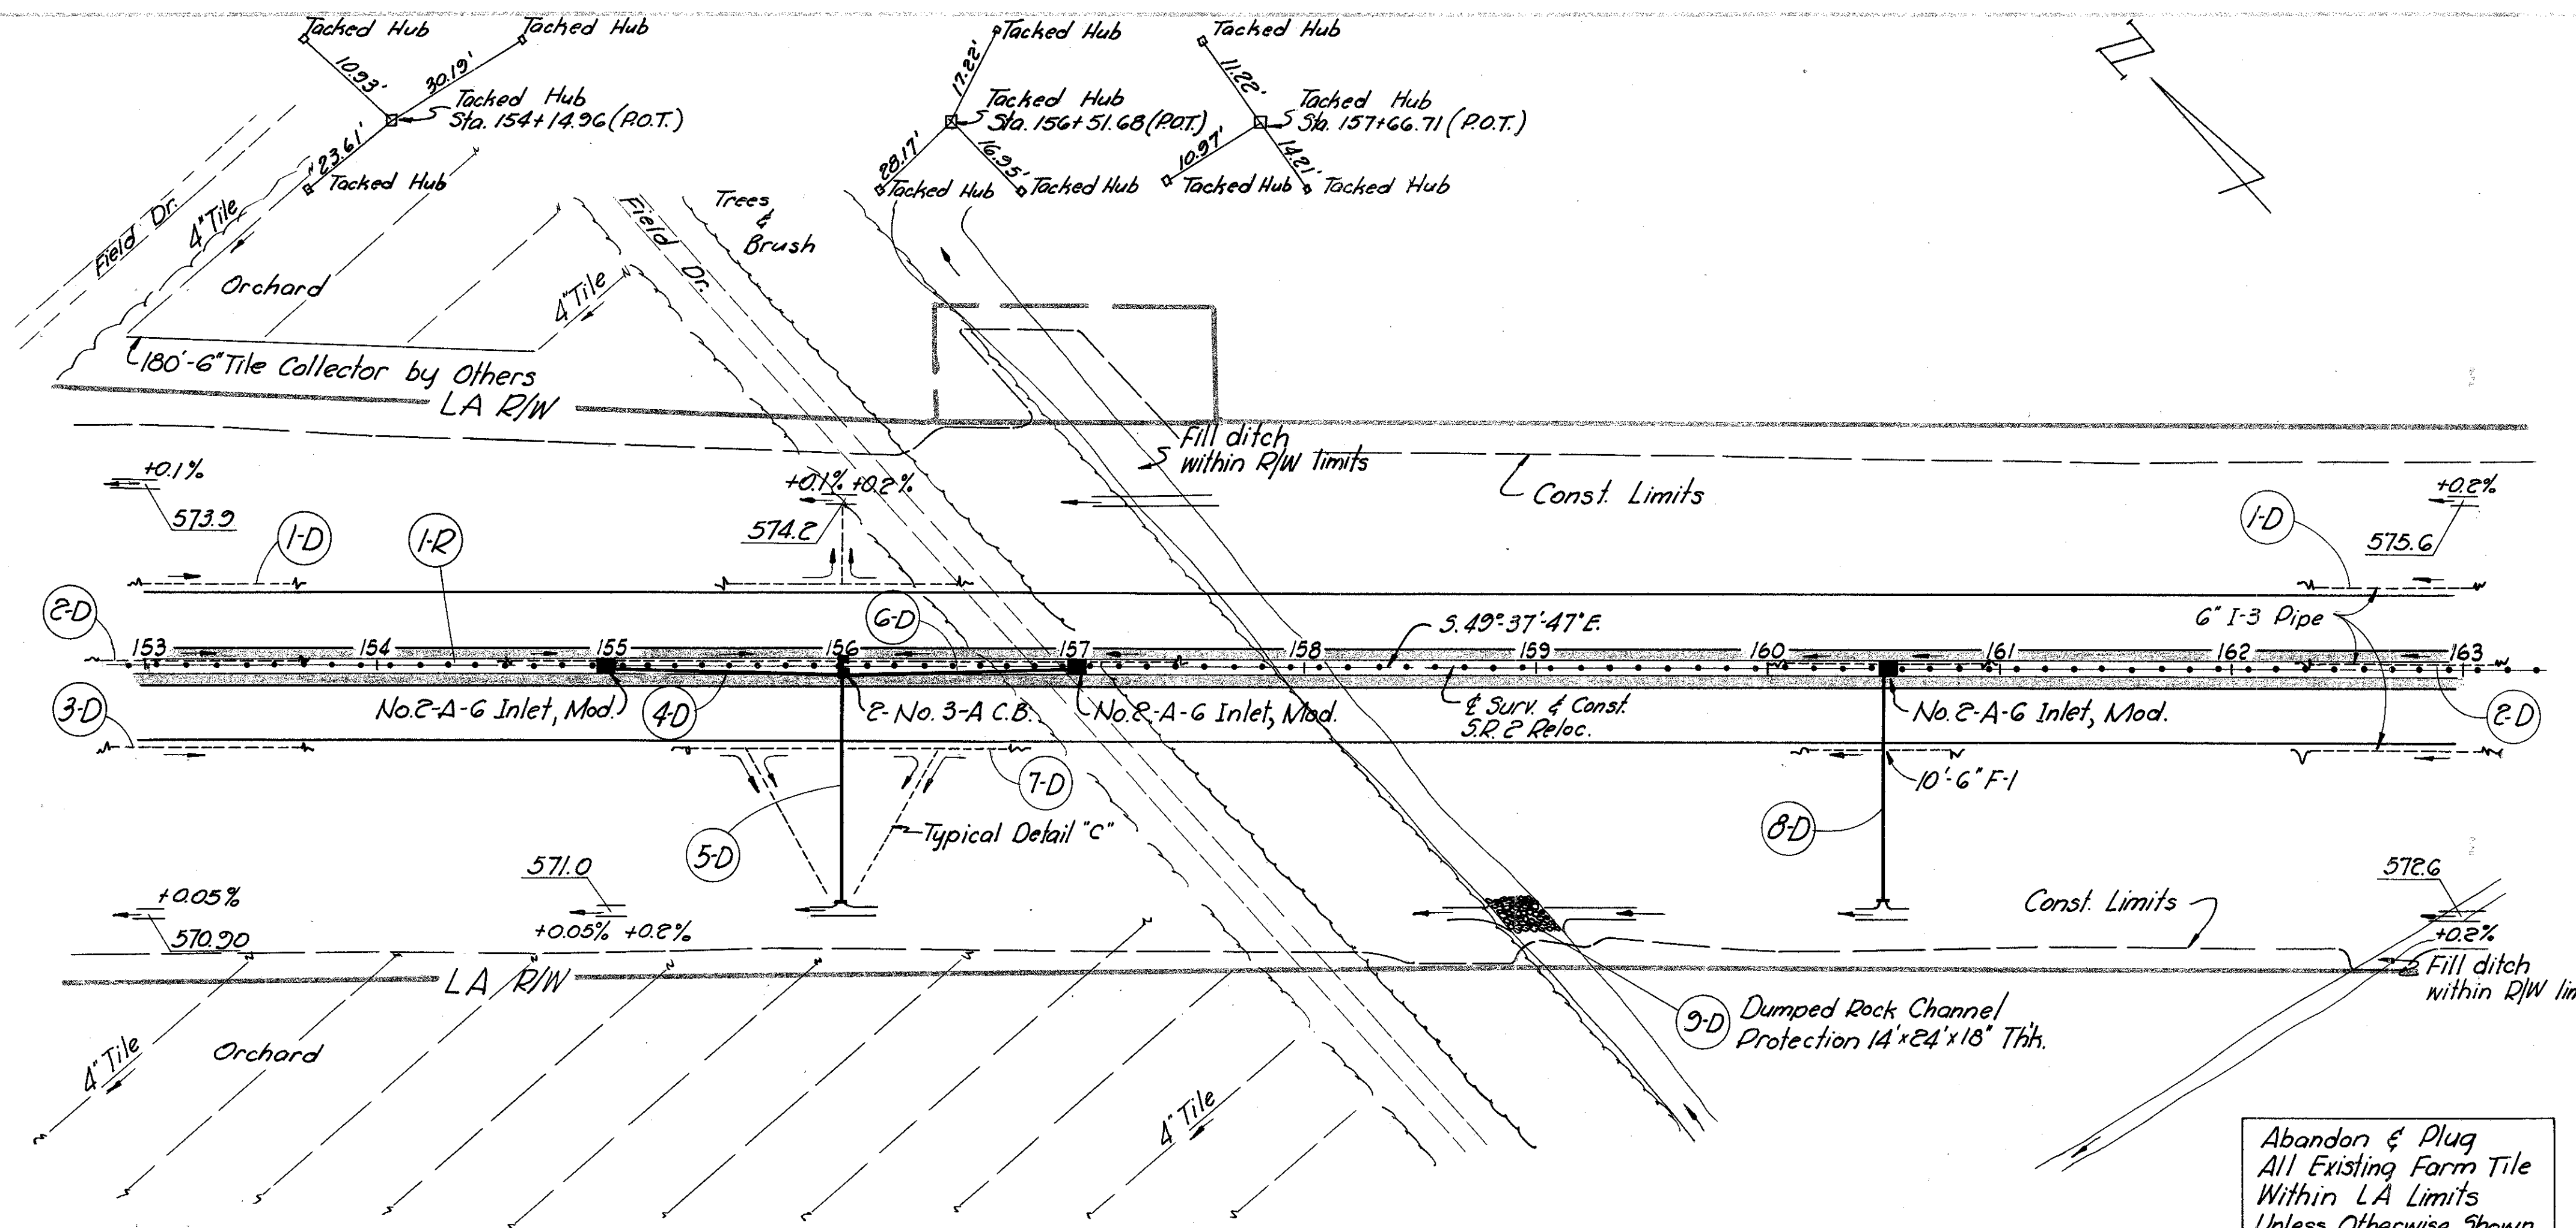 Tacked Hub
Tacked Hub
10.93'
30.19'
Tacked Hub
Sta. 154+14.96 (P.O.T.)
23.61'
Tacked Hub
Tacked Hub
17.22'
Tacked Hub
Sta. 156+51.68 (P.O.T.)
28.17'
16.95'
Tacked Hub
Tacked Hub
Tacked Hub
11.22'
Tacked Hub
Sta. 157+66.71 (P.O.T.)
10.97'
14.21'
Tacked Hub
Tacked Hub
Field Dr.
4" Tile
Orchard
4" Tile
Field Dr.
Trees
&
Brush
180'-6" Tile Collector by Others
LA R/W
Fill ditch
within R/W limits
Const. Limits
+0.1%
573.9
+0.1% +0.2%
574.2
+0.2%
575.6
1-D
1-R
1-D
2-D
6-D
S. 49°-37'-47" E.
6" I-3 Pipe
153
154
155
156
157
158
159
160
161
162
163
3-D
No. 2-A-6 Inlet, Mod.
4-D
2-No. 3-A C.B.
No. 2-A-6 Inlet, Mod.
℄ Surv. & Const.
S.R. 2 Reloc.
No. 2-A-6 Inlet, Mod.
2-D
7-D
10'-6" F-1
5-D
Typical Detail "C"
8-D
571.0
572.6
+0.05%
570.90
+0.05% +0.2%
Const. Limits
+0.2%
Fill ditch
within R/W lim
LA R/W
9-D
Dumped Rock Channel
Protection 14'x24'x18" Th'k.
4" Tile
Orchard
4" Tile
Abandon & Plug
All Existing Farm Tile
Within LA Limits
Unless Otherwise Shown